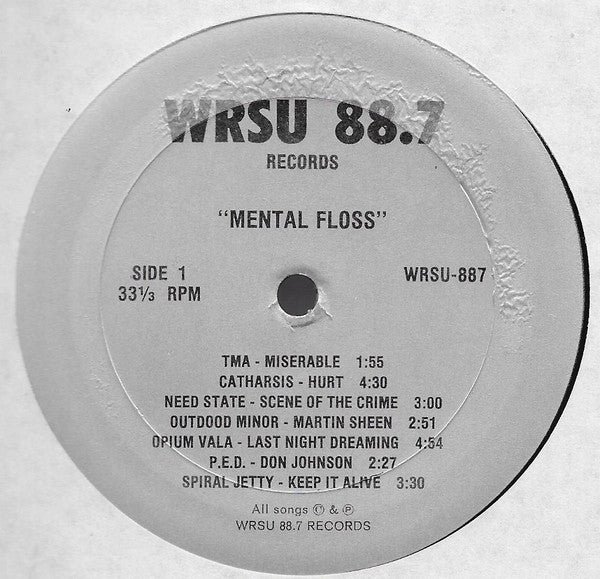 WRSU 88.7
RECORDS
"MENTAL FLOSS"
SIDE 1
33⅓ RPM
WRSU-887
TMA - MISERABLE 1:55
CATHARSIS - HURT 4:30
NEED STATE - SCENE OF THE CRIME 3:00
OUTDOOD MINOR - MARTIN SHEEN 2:51
OPIUM VALA - LAST NIGHT DREAMING 4:54
P.E.D. - DON JOHNSON 2:27
SPIRAL JETTY - KEEP IT ALIVE 3:30
All songs © & ℗
WRSU 88.7 RECORDS